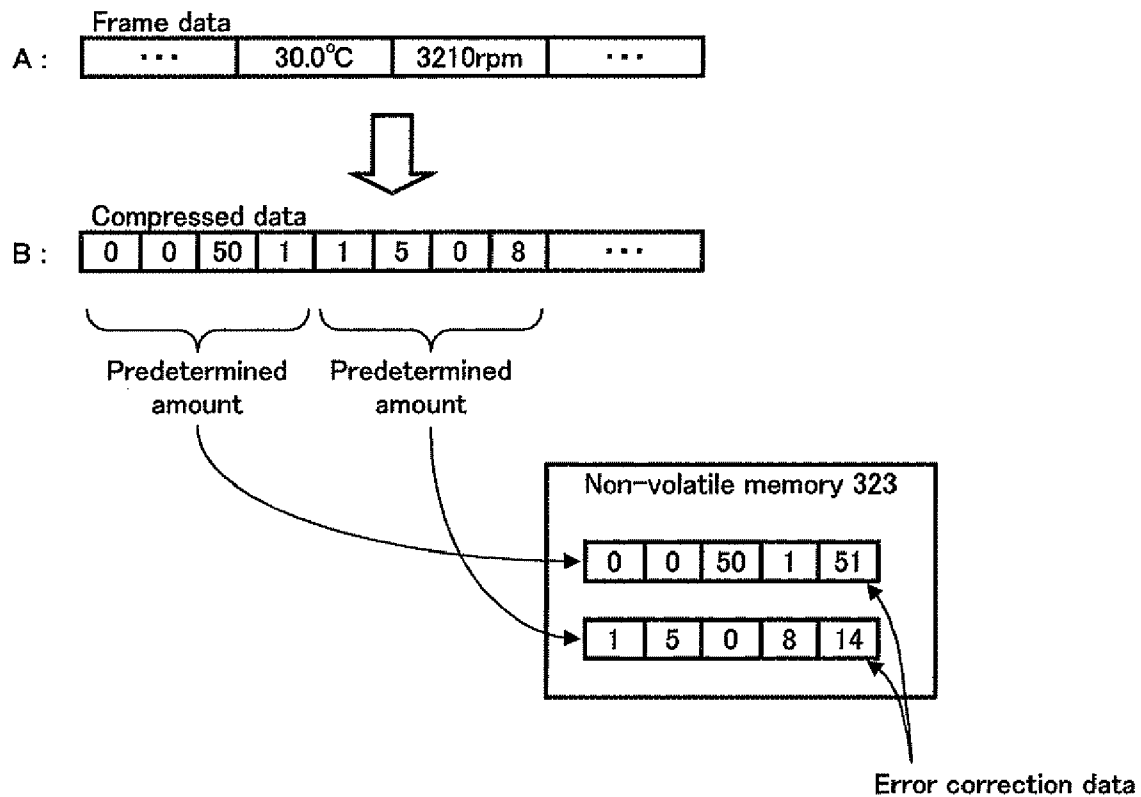 Frame data
A : ... 30.0°C 3210rpm ...
Compressed data
B : 0 0 50 1 1 5 0 8 ...
Predetermined Predetermined
amount amount
Non-volatile memory 323
0 0 50 1 51
1 5 0 8 14
Error correction data